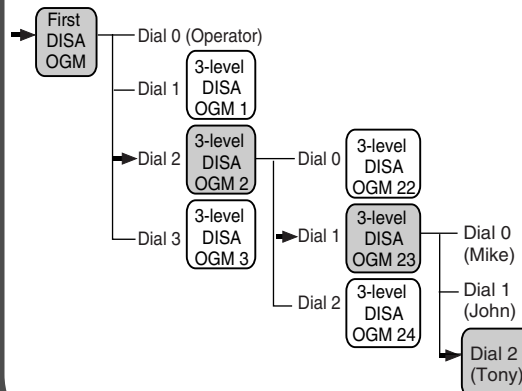 First
DISA
OGM
Dial 0 (Operator)
Dial 1
3-level
DISA
OGM 1
Dial 2
3-level
DISA
OGM 2
Dial 3
3-level
DISA
OGM 3
Dial 0
3-level
DISA
OGM 22
Dial 1
3-level
DISA
OGM 23
Dial 2
3-level
DISA
OGM 24
Dial 0
(Mike)
Dial 1
(John)
Dial 2
(Tony)